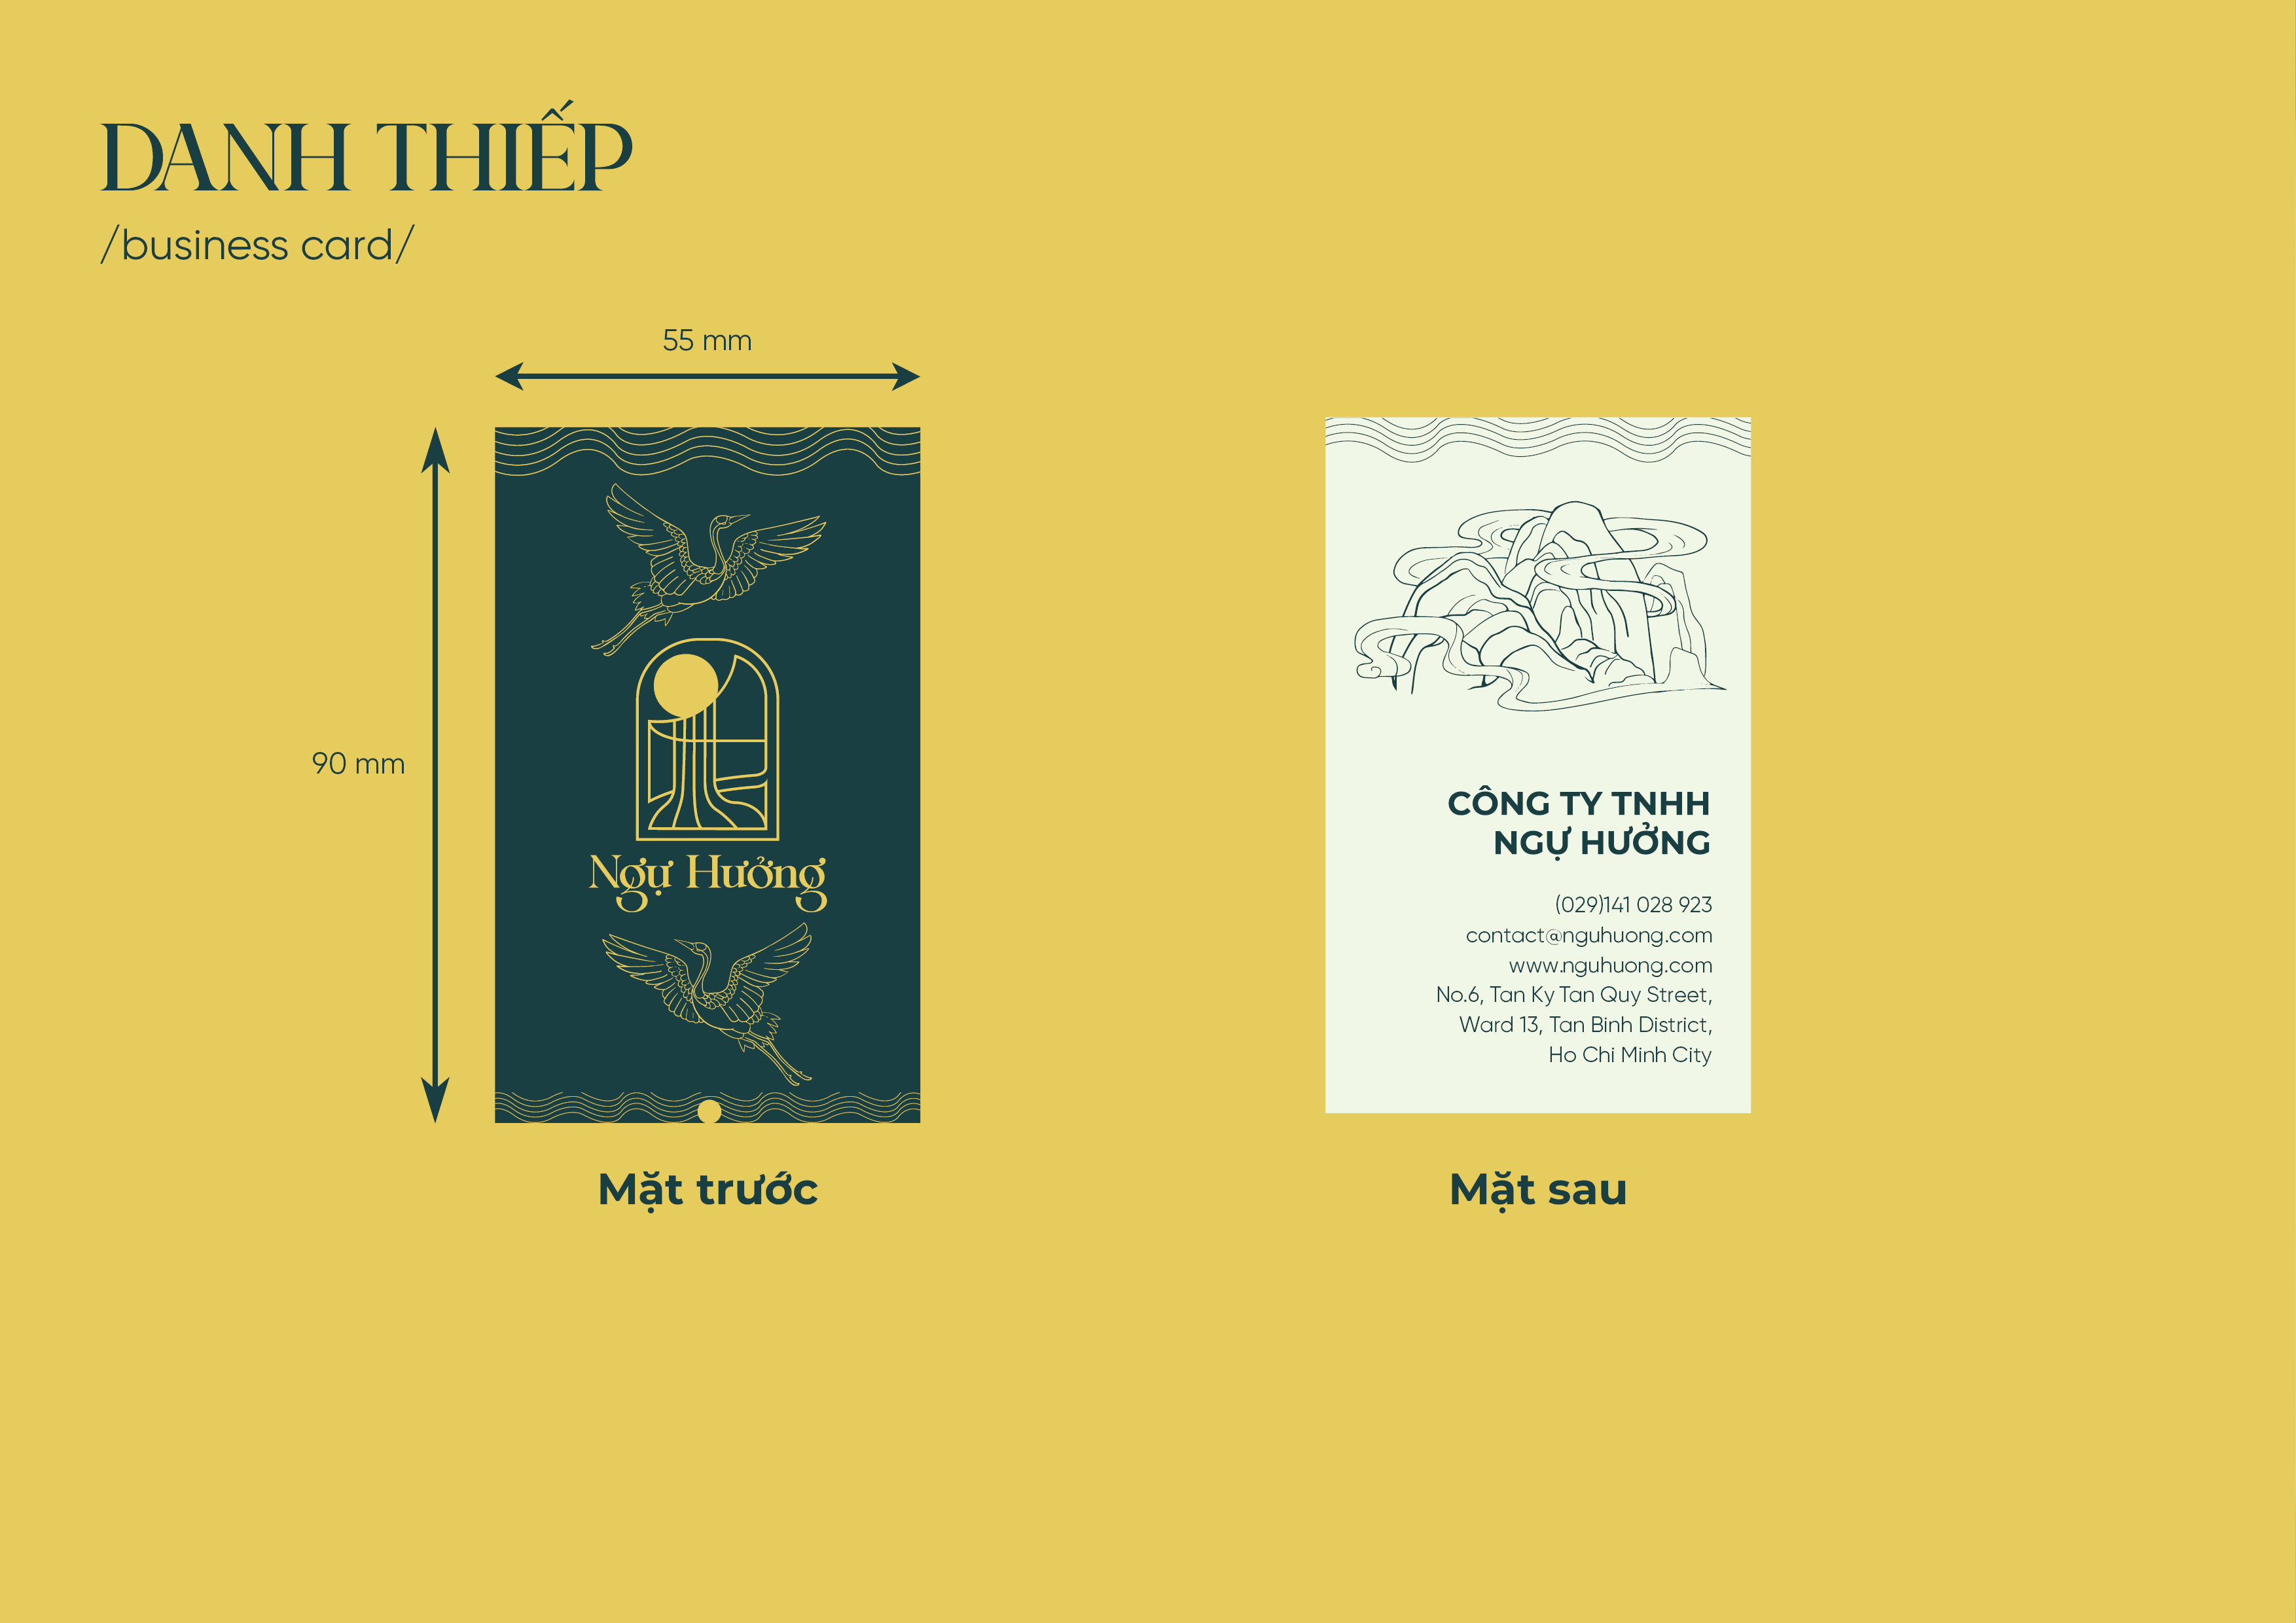 DANH THIẾP
/business card/
55 mm
90 mm
Ngự Hưởng
Mặt trước
CÔNG TY TNHH
NGỰ HƯỞNG
(029)141 028 923
contact@nguhuong.com
www.nguhuong.com
No.6, Tan Ky Tan Quy Street,
Ward 13, Tan Binh District,
Ho Chi Minh City
Mặt sau